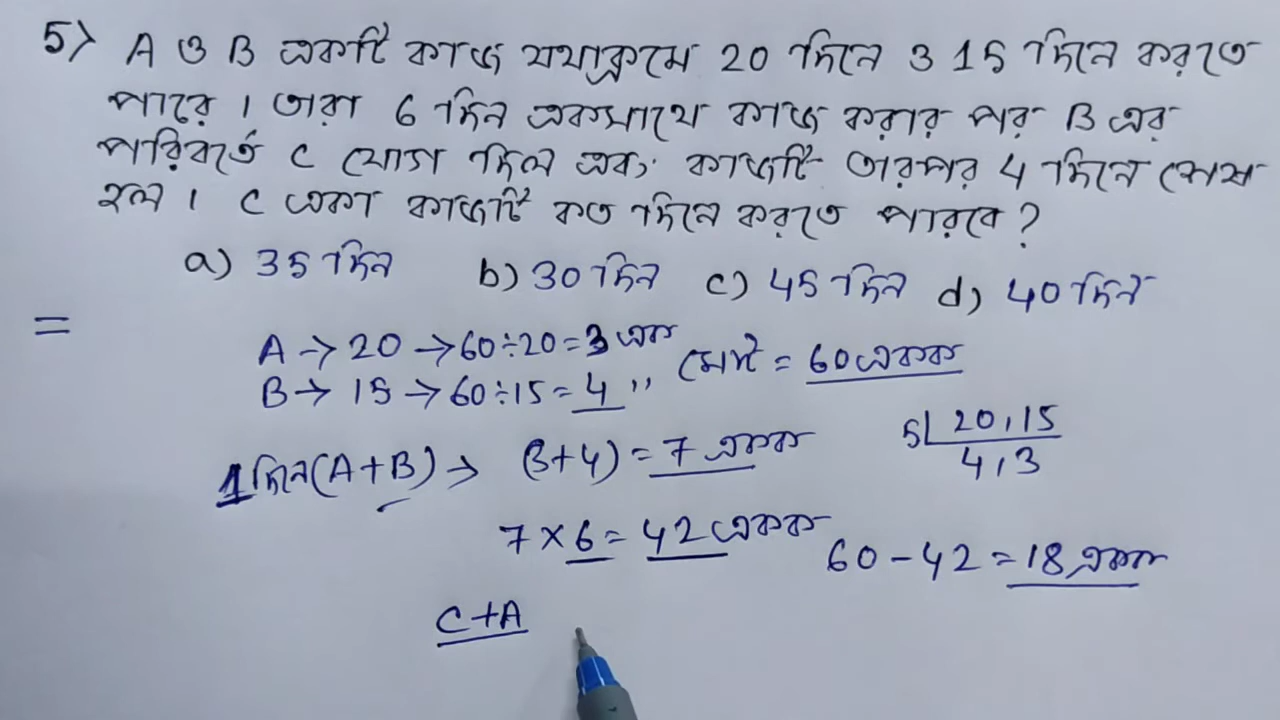 5> A ও B একটি কাজ যথাক্রমে 20 দিনে ও 15 দিনে করতে
পারে। তারা 6 দিন একসাথে কাজ করার পর B এর
পরিবর্তে C যোগ দিল এবং কাজটি তারপর 4 দিনে শেষ
হল। C একা কাজটি কত দিনে করতে পারবে?
a) 35 দিন b) 30 দিন c) 45 দিন d) 40 দিন
=
A → 20 → 60÷20 = 3 একক
B → 15 → 60÷15 = 4 "
মোট = 60 একক
5| 20, 15
4, 3
1 দিনে (A+B) → (3+4) = 7 একক
7 × 6 = 42 একক
60 - 42 = 18 একক
C + A